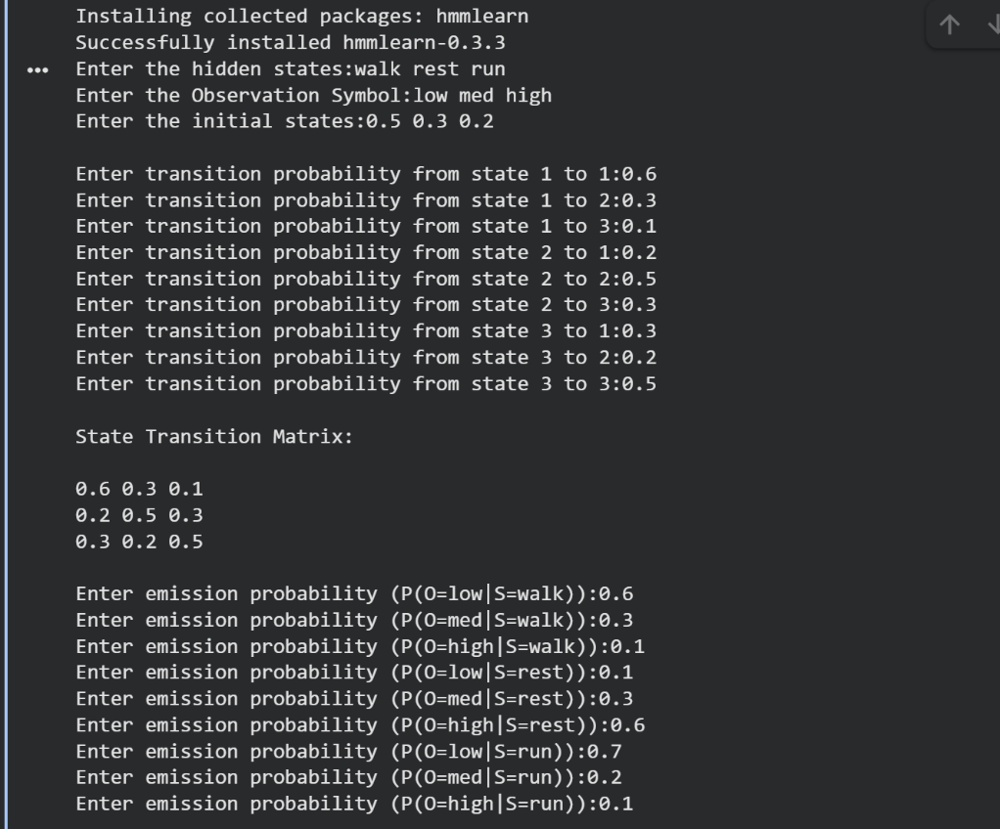 Installing collected packages: hmmlearn
Successfully installed hmmlearn-0.3.3
Enter the hidden states:walk rest run
Enter the Observation Symbol:low med high
Enter the initial states:0.5 0.3 0.2
Enter transition probability from state 1 to 1:0.6
Enter transition probability from state 1 to 2:0.3
Enter transition probability from state 1 to 3:0.1
Enter transition probability from state 2 to 1:0.2
Enter transition probability from state 2 to 2:0.5
Enter transition probability from state 2 to 3:0.3
Enter transition probability from state 3 to 1:0.3
Enter transition probability from state 3 to 2:0.2
Enter transition probability from state 3 to 3:0.5
State Transition Matrix:
0.6 0.3 0.1
0.2 0.5 0.3
0.3 0.2 0.5
Enter emission probability (P(O=low|S=walk)):0.6
Enter emission probability (P(O=med|S=walk)):0.3
Enter emission probability (P(O=high|S=walk)):0.1
Enter emission probability (P(O=low|S=rest)):0.1
Enter emission probability (P(O=med|S=rest)):0.3
Enter emission probability (P(O=high|S=rest)):0.6
Enter emission probability (P(O=low|S=run)):0.7
Enter emission probability (P(O=med|S=run)):0.2
Enter emission probability (P(O=high|S=run)):0.1